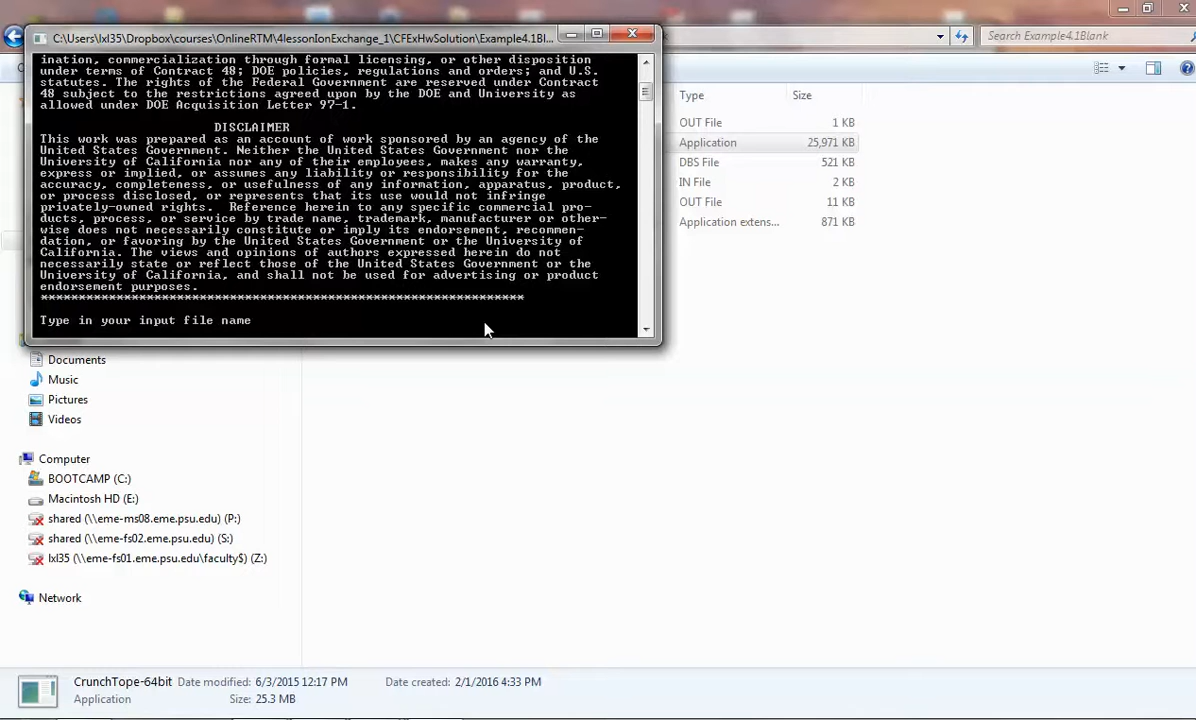 C:\Users\lxl35\Dropbox\courses\OnlineRTM\4lessonIonExchange_1\CFExHwSolution\Example4.1Bl...
Search Example4.1Blank
ination, commercialization through formal licensing, or other disposition
under terms of Contract 48; DOE policies, regulations and orders; and U.S.
statutes. The rights of the Federal Government are reserved under Contract
48 subject to the restrictions agreed upon by the DOE and University as
allowed under DOE Acquisition Letter 97-1.
DISCLAIMER
This work was prepared as an account of work sponsored by an agency of the
United States Government. Neither the United States Government nor the
University of California nor any of their employees, makes any warranty,
express or implied, or assumes any liability or responsibility for the
accuracy, completeness, or usefulness of any information, apparatus, product,
or process disclosed, or represents that its use would not infringe
privately-owned rights.  Reference herein to any specific commercial pro-
ducts, process, or service by trade name, trademark, manufacturer or other-
wise does not necessarily constitute or imply its endorsement, recommen-
dation, or favoring by the United States Government or the University of
California. The views and opinions of authors expressed herein do not
necessarily state or reflect those of the United States Government or the
University of California, and shall not be used for advertising or product
endorsement purposes.
Type in your input file name
Type Size
OUT File 1 KB
Application 25,971 KB
DBS File 521 KB
IN File 2 KB
OUT File 11 KB
Application extens... 871 KB
Documents
Music
Pictures
Videos
Computer
BOOTCAMP (C:)
Macintosh HD (E:)
shared (\\eme-ms08.eme.psu.edu) (P:)
shared (\\eme-fs02.eme.psu.edu) (S:)
lxl35 (\\eme-fs01.eme.psu.edu\faculty$) (Z:)
Network
CrunchTope-64bit Date modified: 6/3/2015 12:17 PM Date created: 2/1/2016 4:33 PM
Application Size: 25.3 MB